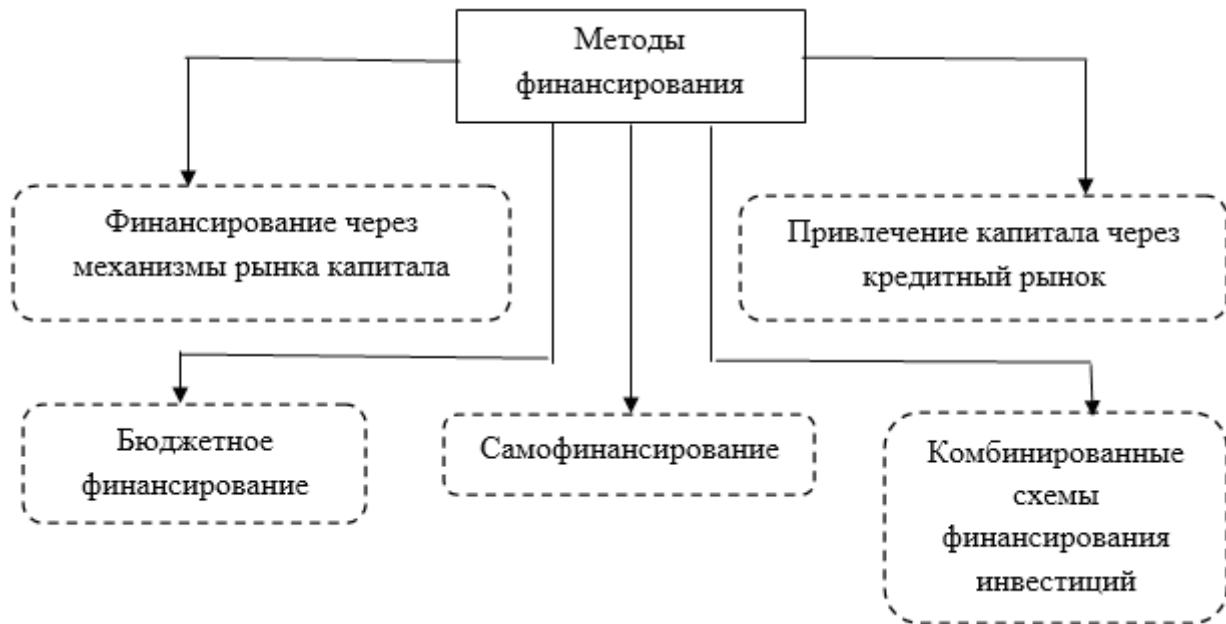 Методы
финансирования
Финансирование через
механизмы рынка капитала
Привлечение капитала через
кредитный рынок
Бюджетное
финансирование
Самофинансирование
Комбинированные
схемы
финансирования
инвестиций